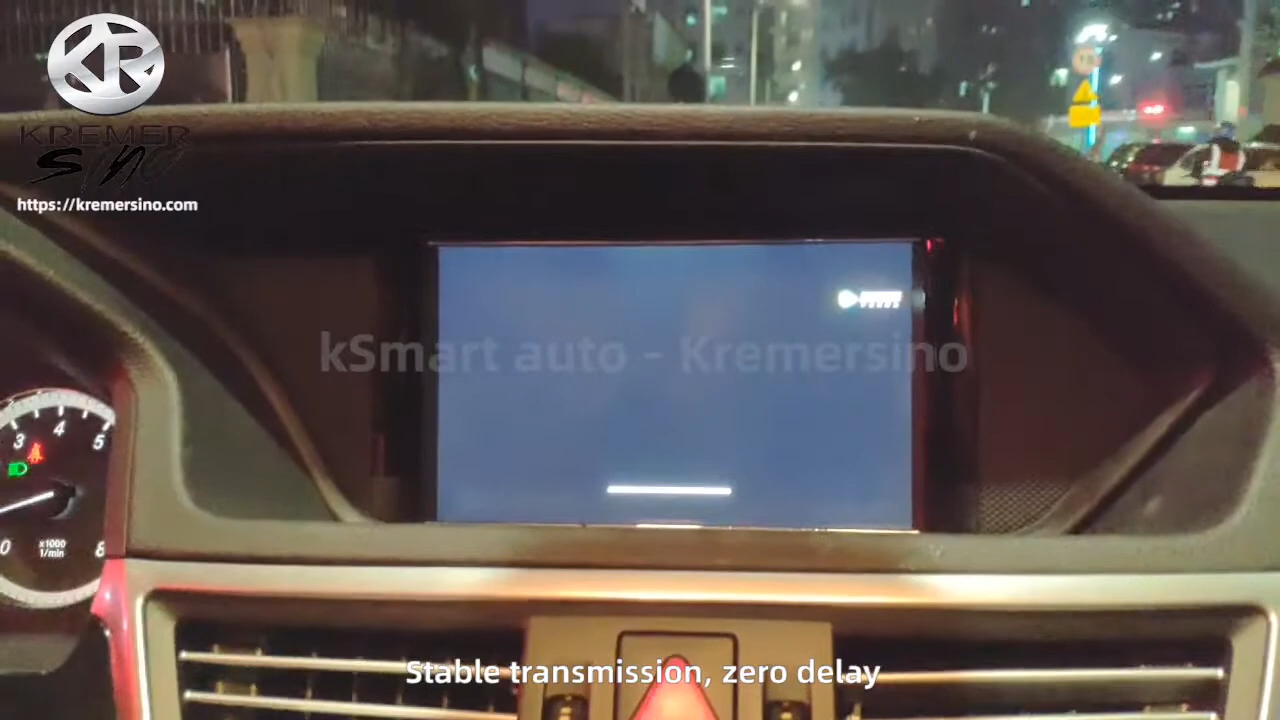 KR
KREMER
sino
https://kremersino.com
kSmart auto - Kremersino
3
4
5
0
x1000
1/min
8
Stable transmission, zero delay